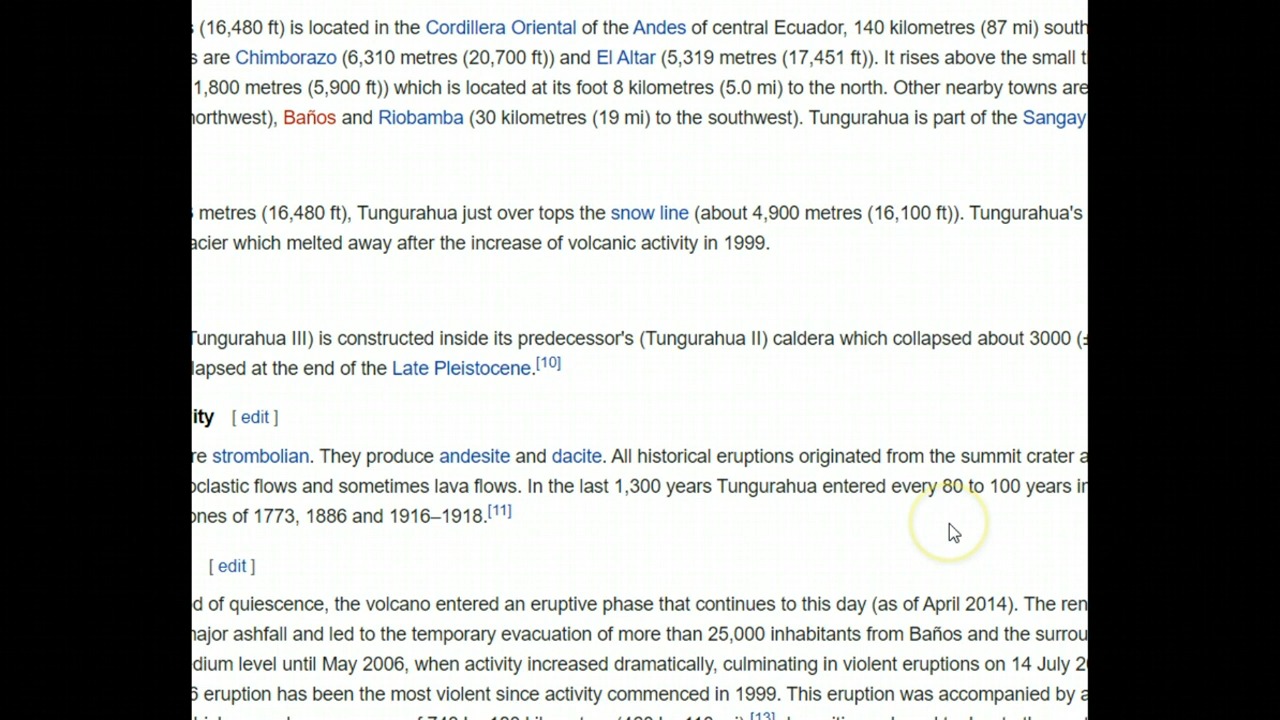 (16,480 ft) is located in the Cordillera Oriental of the Andes of central Ecuador, 140 kilometres (87 mi) south
s are Chimborazo (6,310 metres (20,700 ft)) and El Altar (5,319 metres (17,451 ft)). It rises above the small t
1,800 metres (5,900 ft)) which is located at its foot 8 kilometres (5.0 mi) to the north. Other nearby towns are
northwest), Baños and Riobamba (30 kilometres (19 mi) to the southwest). Tungurahua is part of the Sangay
metres (16,480 ft), Tungurahua just over tops the snow line (about 4,900 metres (16,100 ft)). Tungurahua's
acier which melted away after the increase of volcanic activity in 1999.
Tungurahua III) is constructed inside its predecessor's (Tungurahua II) caldera which collapsed about 3000 (±
lapsed at the end of the Late Pleistocene.[10]
ity [ edit ]
re strombolian. They produce andesite and dacite. All historical eruptions originated from the summit crater a
oclastic flows and sometimes lava flows. In the last 1,300 years Tungurahua entered every 80 to 100 years in
ones of 1773, 1886 and 1916–1918.[11]
[ edit ]
d of quiescence, the volcano entered an eruptive phase that continues to this day (as of April 2014). The ren
najor ashfall and led to the temporary evacuation of more than 25,000 inhabitants from Baños and the surrou
dium level until May 2006, when activity increased dramatically, culminating in violent eruptions on 14 July 2
6 eruption has been the most violent since activity commenced in 1999. This eruption was accompanied by a
[13]